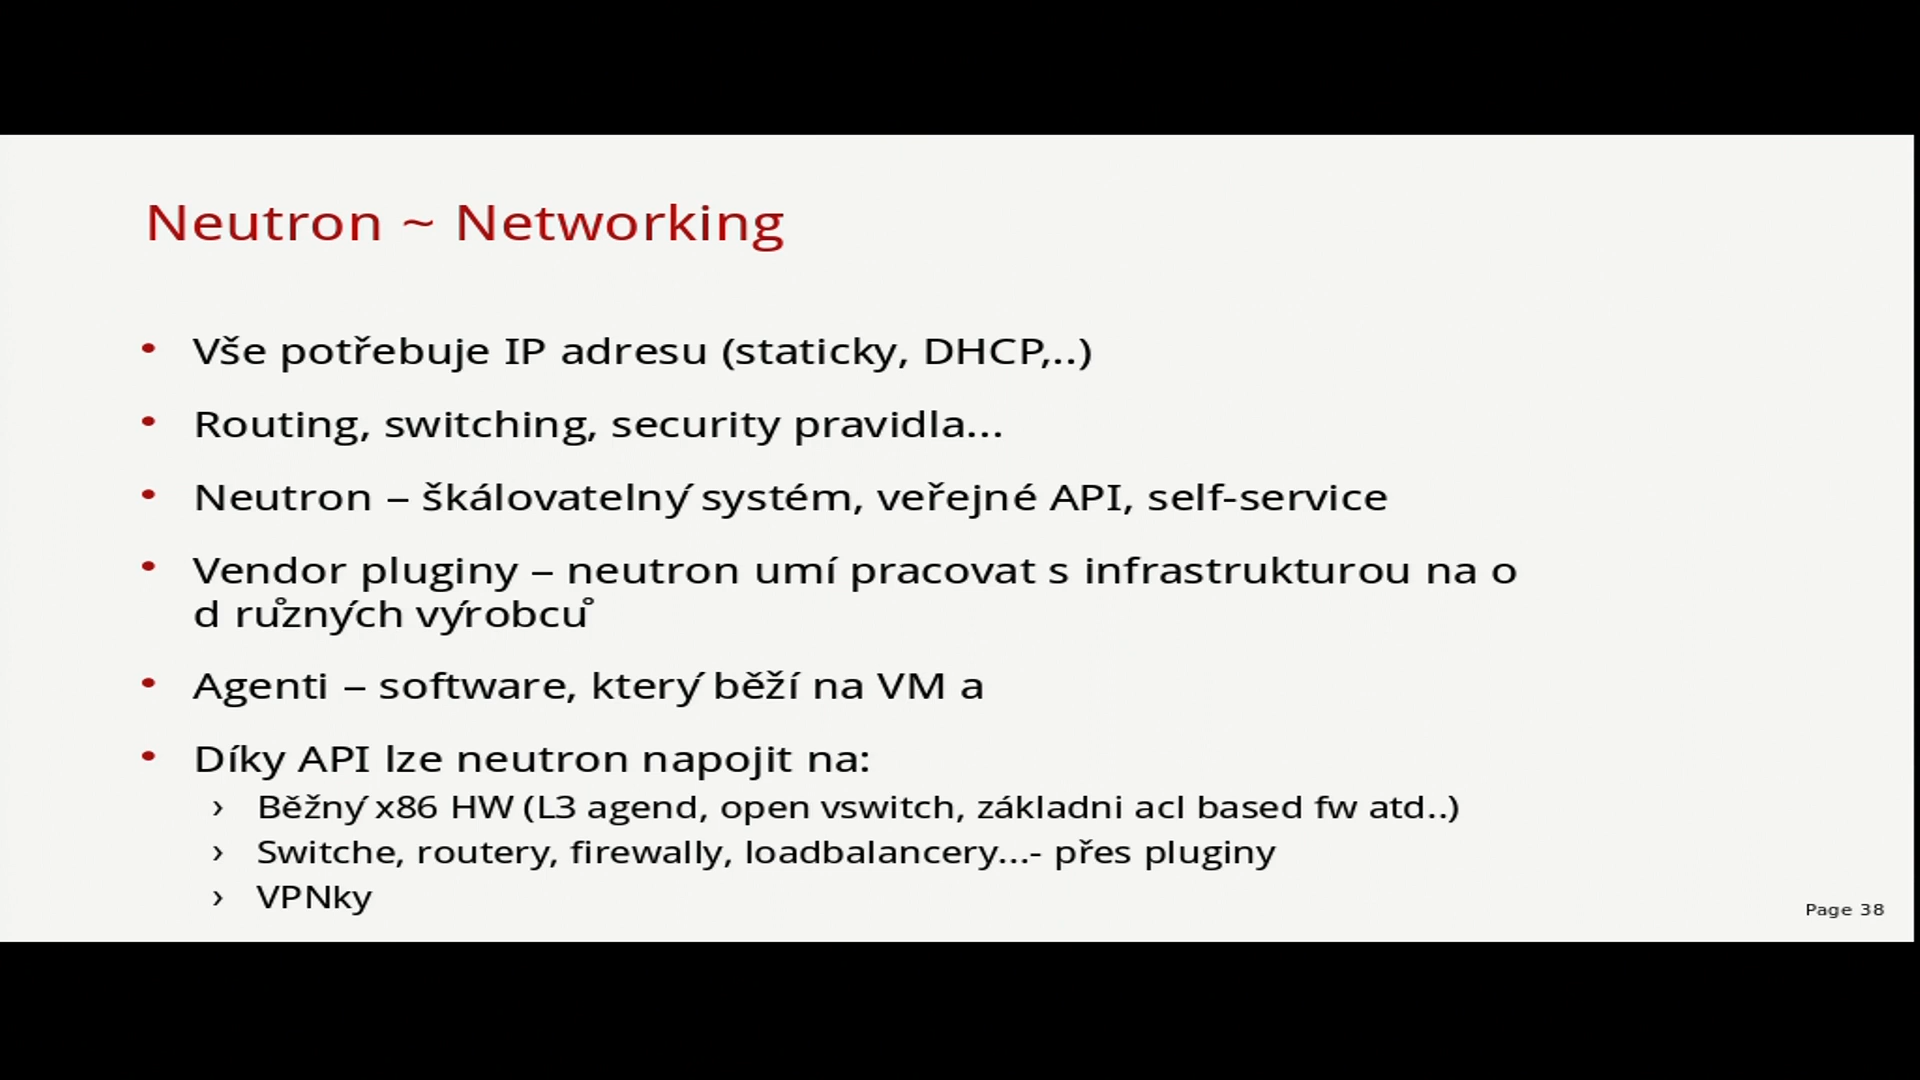 Neutron ~ Networking
• Vše potřebuje IP adresu (staticky, DHCP,..)
• Routing, switching, security pravidla...
• Neutron – škálovatelný systém, veřejné API, self-service
• Vendor pluginy – neutron umí pracovat s infrastrukturou na o
d různých výrobců
• Agenti – software, který běží na VM a
• Díky API lze neutron napojit na:
› Běžný x86 HW (L3 agend, open vswitch, základni acl based fw atd..)
› Switche, routery, firewally, loadbalancery...- přes pluginy
› VPNky
Page 38